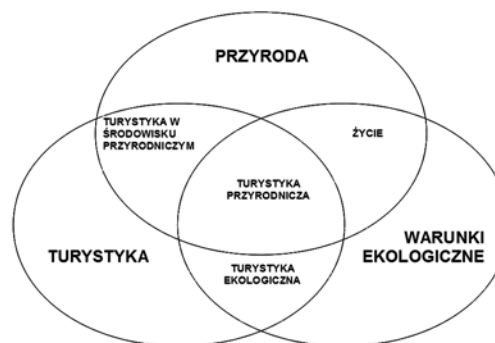 PRZYRODA
TURYSTYKA W
ŚRODOWISKU
PRZYRODNICZYM
ŻYCIE
TURYSTYKA
PRZYRODNICZA
TURYSTYKA
WARUNKI
EKOLOGICZNE
TURYSTYKA
EKOLOGICZNA